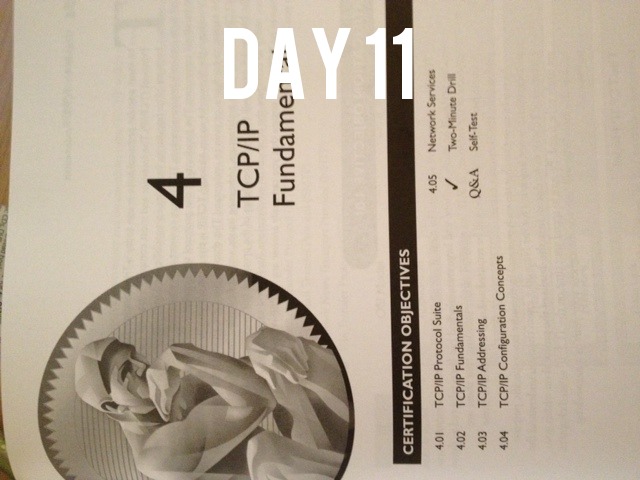 4
TCP/IP
Fundamentals
DAY 11
CERTIFICATION OBJECTIVES
4.01 TCP/IP Protocol Suite
4.02 TCP/IP Fundamentals
4.03 TCP/IP Addressing
4.04 TCP/IP Configuration Concepts
4.05 Network Services
✓ Two-Minute Drill
Q&A Self-Test